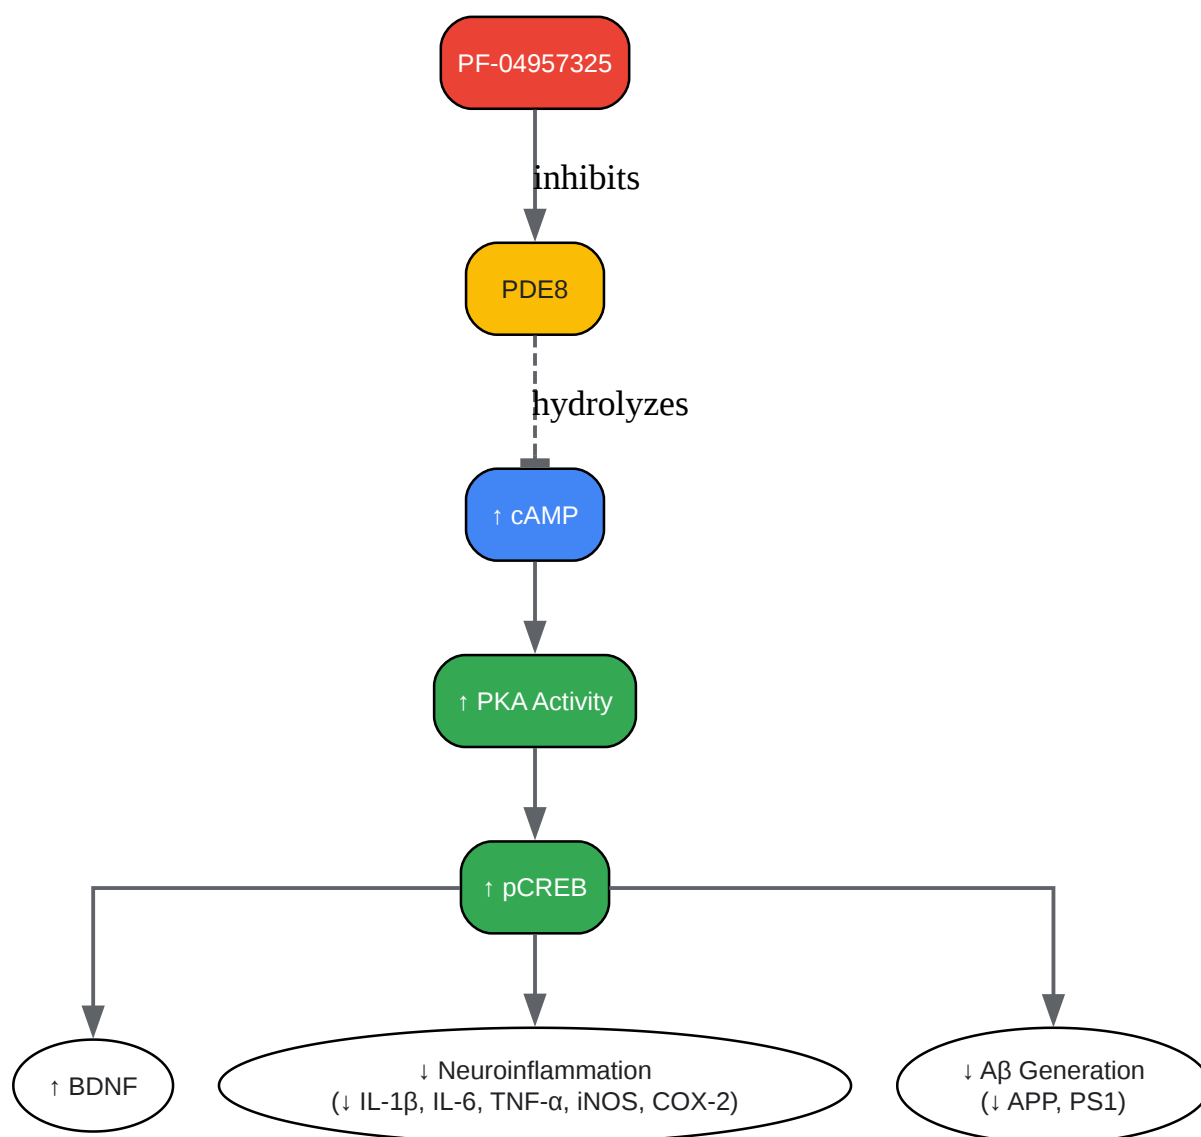 PF-04957325
inhibits
PDE8
hydrolyzes
↑ cAMP
↑ PKA Activity
↑ pCREB
↑ BDNF
↓ Neuroinflammation
(↓ IL-1β, IL-6, TNF-α, iNOS, COX-2)
↓ Aβ Generation
(↓ APP, PS1)